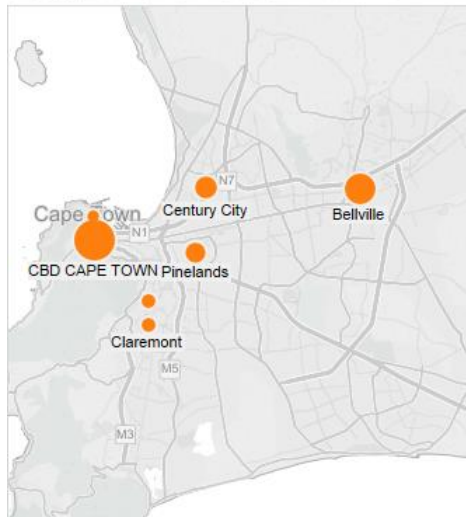 N7
Century City
Bellville
Cape Town
N1
CBD CAPE TOWN
Pinelands
Claremont
M5
M3